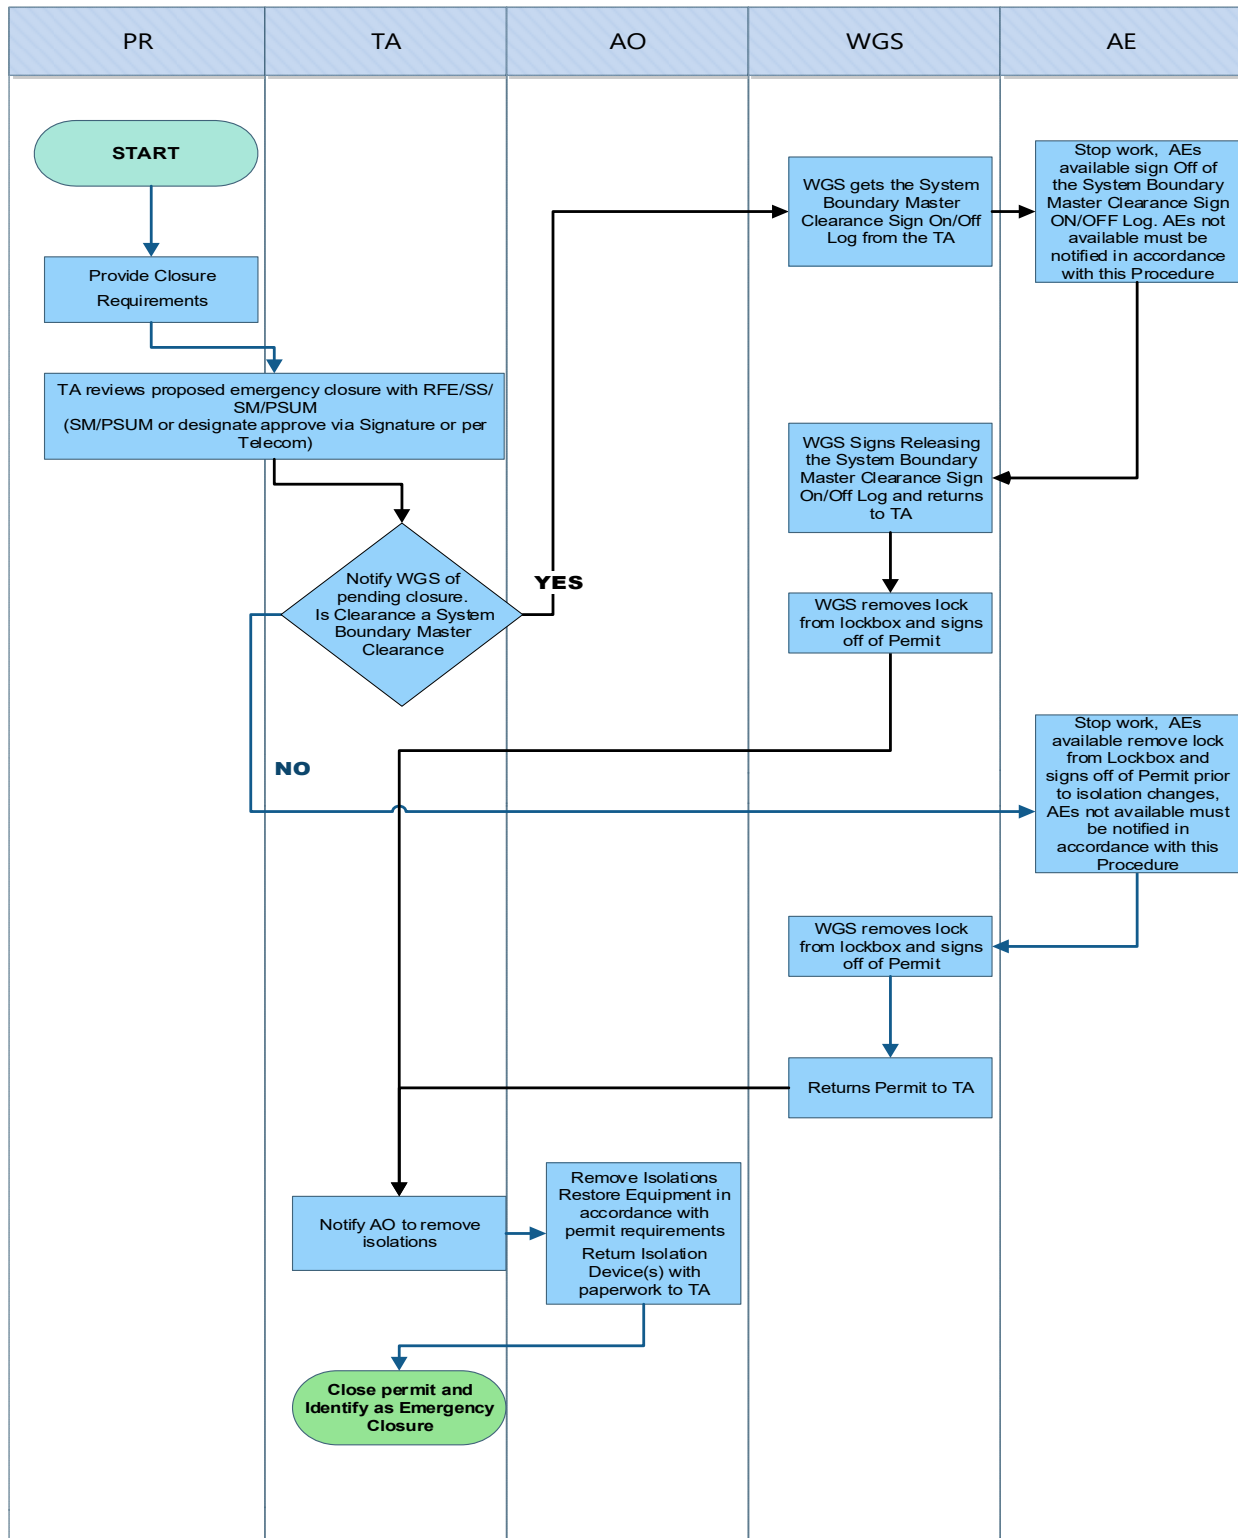 PR
TA
AO
WGS
AE
START
Provide Closure
Requirements
TA reviews proposed emergency closure with RFE/SS/
SM/PSUM
(SM/PSUM or designate approve via Signature or per
Telecom)
Notify WGS of
pending closure.
Is Clearance a System
Boundary Master
Clearance
YES
NO
WGS gets the System
Boundary Master
Clearance Sign On/Off
Log from the TA
Stop work, AEs
available sign Off of
the System Boundary
Master Clearance Sign
ON/OFF Log. AEs not
available must be
notified in accordance
with this Procedure
WGS Signs Releasing
the System Boundary
Master Clearance Sign
On/Off Log and returns
to TA
WGS removes lock
from lockbox and signs
off of Permit
Stop work, AEs
available remove lock
from Lockbox and
signs off of Permit prior
to isolation changes,
AEs not available must
be notified in
accordance with this
Procedure
WGS removes lock
from lockbox and signs
off of Permit
Returns Permit to TA
Notify AO to remove
isolations
Remove Isolations
Restore Equipment in
accordance with
permit requirements
Return Isolation
Device(s) with
paperwork to TA
Close permit and
Identify as Emergency
Closure